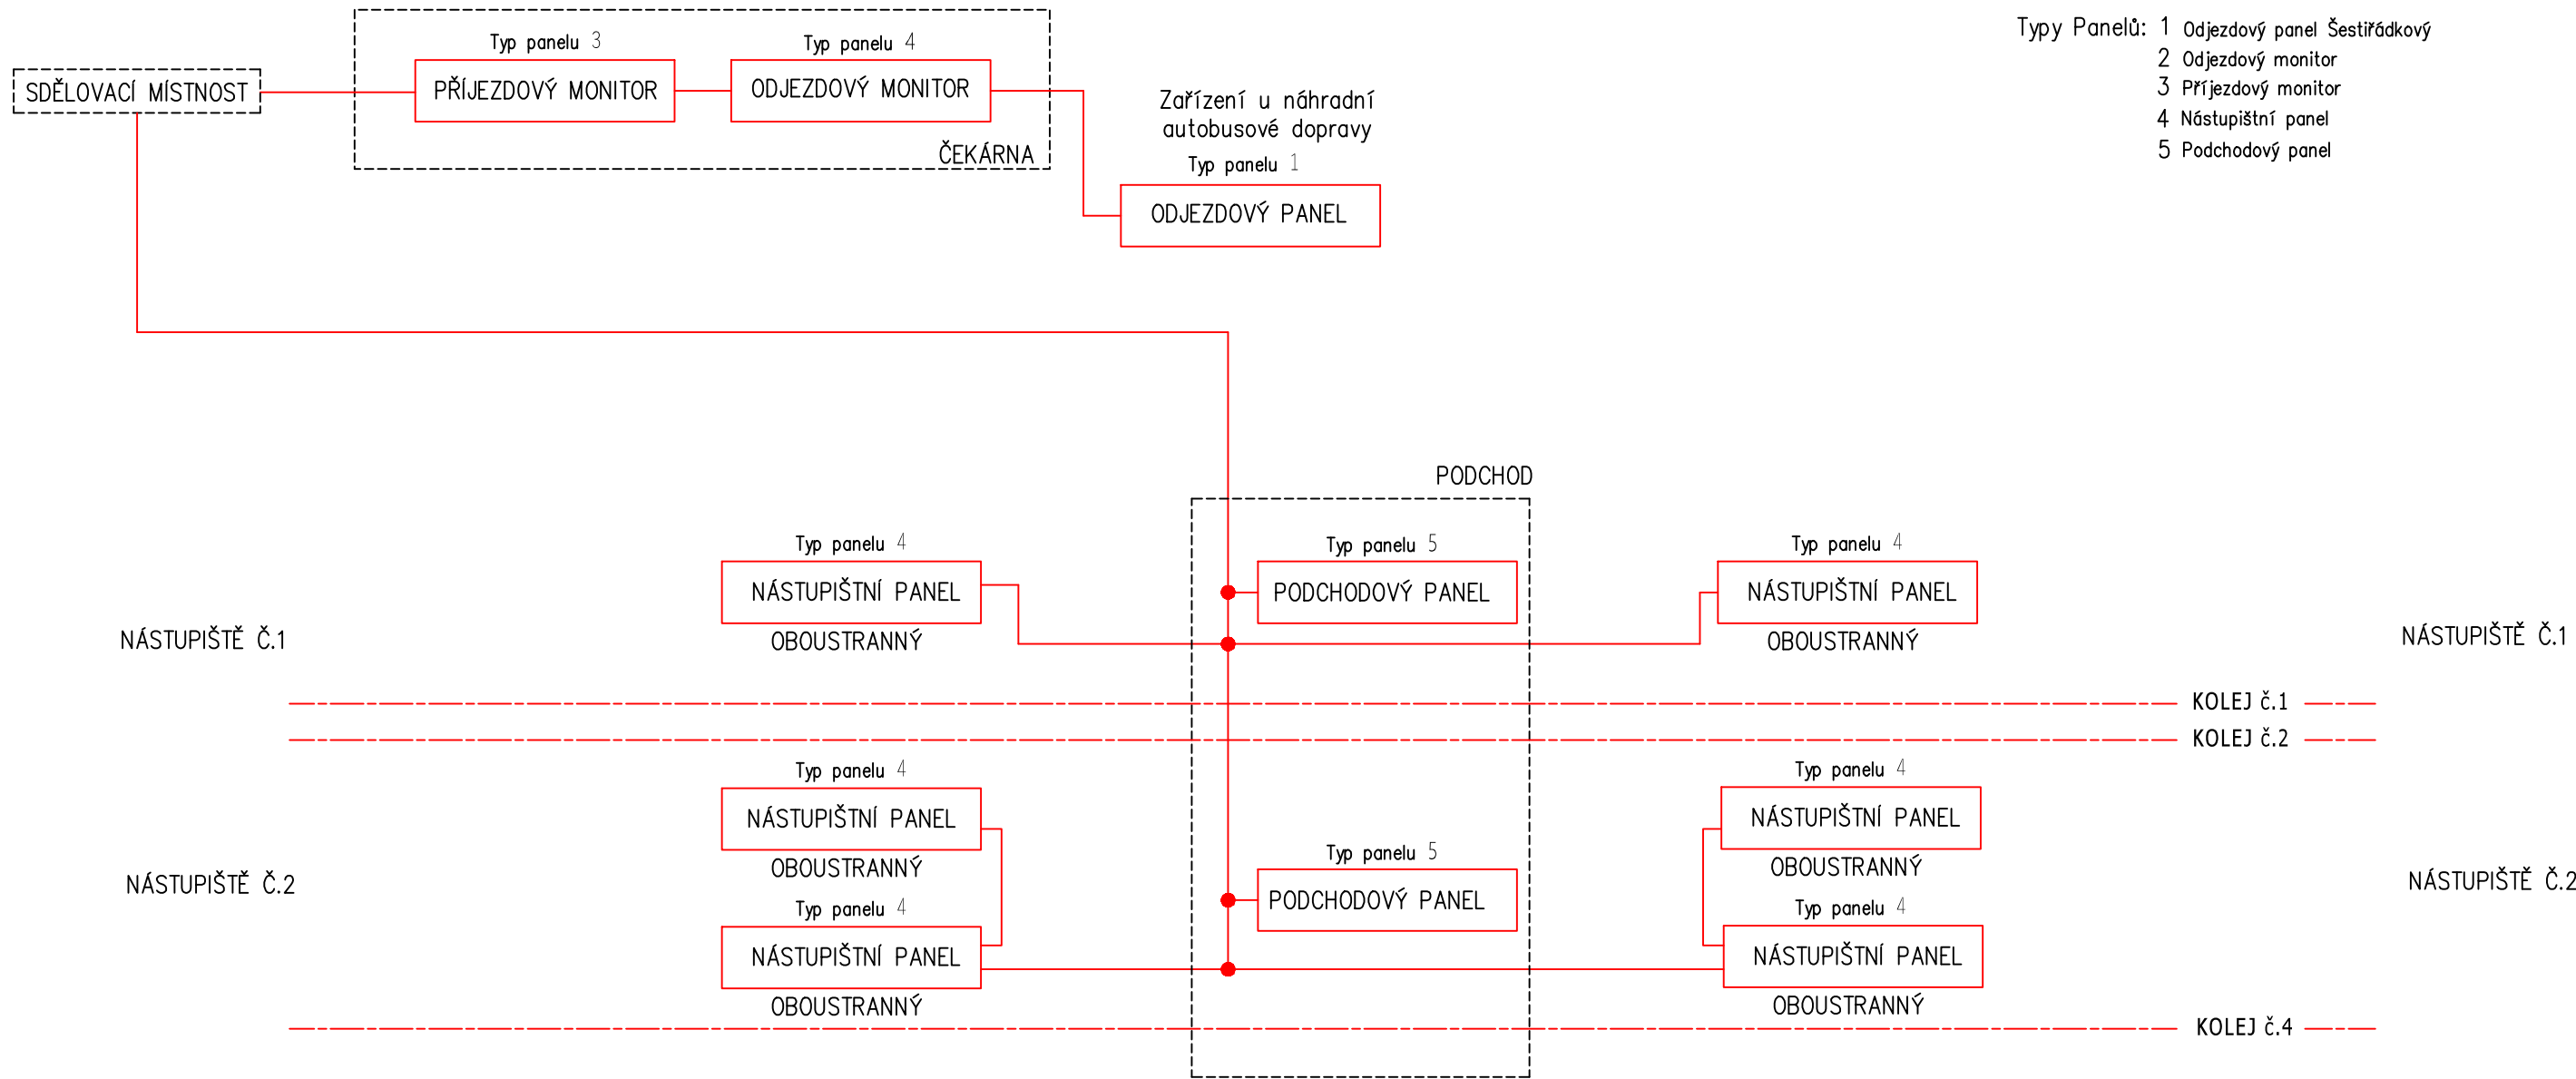 Typy Panelů: 1 Odjezdový panel Šestiřádkový
2 Odjezdový monitor
3 Příjezdový monitor
4 Nástupištní panel
5 Podchodový panel
Typ panelu 3
Typ panelu 4
SDĚLOVACÍ MÍSTNOST
PŘÍJEZDOVÝ MONITOR
ODJEZDOVÝ MONITOR
ČEKÁRNA
Zařízení u náhradní
autobusové dopravy
Typ panelu 1
ODJEZDOVÝ PANEL
PODCHOD
Typ panelu 4
Typ panelu 5
Typ panelu 4
NÁSTUPIŠTNÍ PANEL
PODCHODOVÝ PANEL
NÁSTUPIŠTNÍ PANEL
NÁSTUPIŠTĚ Č.1
OBOUSTRANNÝ
OBOUSTRANNÝ
NÁSTUPIŠTĚ Č.1
KOLEJ č.1
KOLEJ č.2
Typ panelu 4
Typ panelu 4
NÁSTUPIŠTNÍ PANEL
NÁSTUPIŠTNÍ PANEL
OBOUSTRANNÝ
OBOUSTRANNÝ
NÁSTUPIŠTĚ Č.2
Typ panelu 5
NÁSTUPIŠTĚ Č.2
Typ panelu 4
PODCHODOVÝ PANEL
Typ panelu 4
NÁSTUPIŠTNÍ PANEL
NÁSTUPIŠTNÍ PANEL
OBOUSTRANNÝ
OBOUSTRANNÝ
KOLEJ č.4